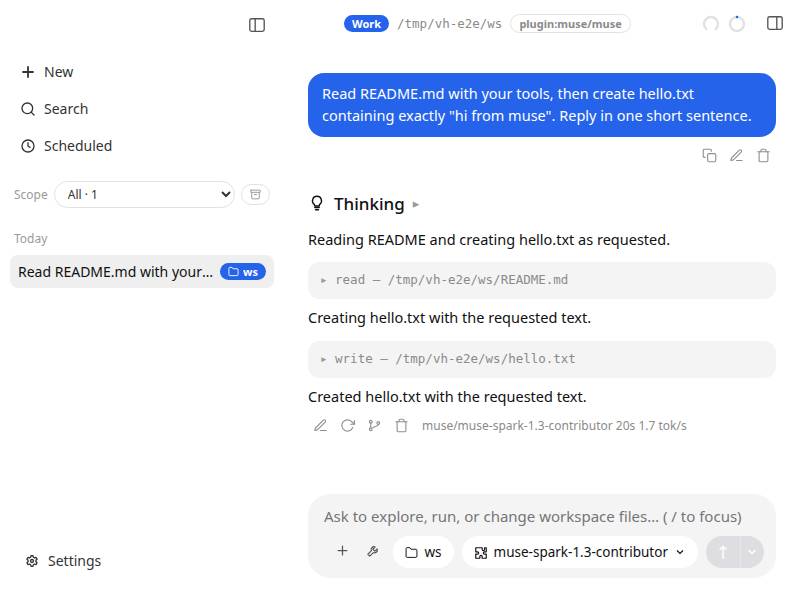 Work /tmp/vh-e2e/ws plugin:muse/muse
New
Search
Scheduled
Scope All · 1
Today
Read README.md with your... ws
Settings
Read README.md with your tools, then create hello.txt
containing exactly "hi from muse". Reply in one short sentence.
Thinking ▸
Reading README and creating hello.txt as requested.
▸ read — /tmp/vh-e2e/ws/README.md
Creating hello.txt with the requested text.
▸ write — /tmp/vh-e2e/ws/hello.txt
Created hello.txt with the requested text.
muse/muse-spark-1.3-contributor 20s 1.7 tok/s
Ask to explore, run, or change workspace files... ( / to focus)
ws muse-spark-1.3-contributor